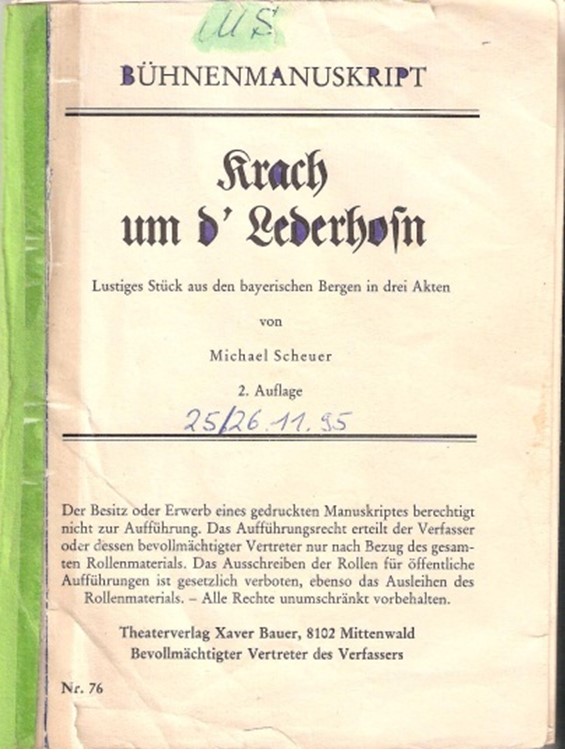 MS
BÜHNENMANUSKRIPT
Krach
um d' Lederhosn
Lustiges Stück aus den bayerischen Bergen in drei Akten
von
Michael Scheuer
2. Auflage
25/26.11.95
Der Besitz oder Erwerb eines gedruckten Manuskriptes berechtigt
nicht zur Aufführung. Das Aufführungsrecht erteilt der Verfasser
oder dessen bevollmächtigter Vertreter nur nach Bezug des gesam-
ten Rollenmaterials. Das Ausschreiben der Rollen für öffentliche
Aufführungen ist gesetzlich verboten, ebenso das Ausleihen des
Rollenmaterials. – Alle Rechte unumschränkt vorbehalten.
Theaterverlag Xaver Bauer, 8102 Mittenwald
Bevollmächtigter Vertreter des Verfassers
Nr. 76